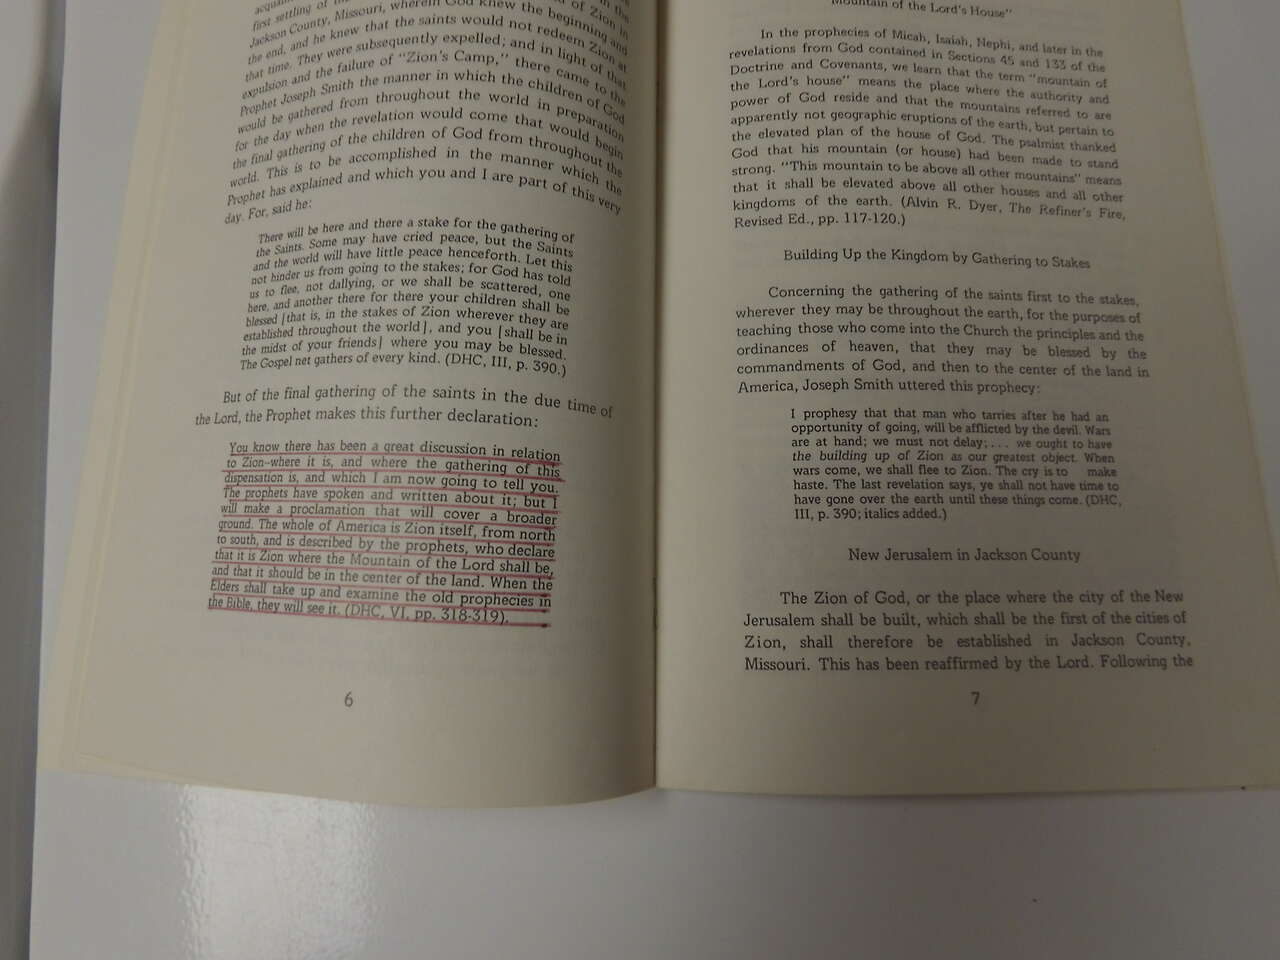 first settling of
of Zion in
Jackson County, Missouri, wherein God knew the beginning and
the end, and he knew that the saints would not redeem Zion at
that time. They were subsequently expelled; and in light of that
expulsion and the failure of "Zion's Camp," there came to the
Prophet Joseph Smith the manner in which the children of God
would be gathered from throughout the world in preparation
for the day when the revelation would come that would begin
the final gathering of the children of God from throughout the
world. This is to be accomplished in the manner which the
Prophet has explained and which you and I are part of this very
day. For, said he:
There will be here and there a stake for the gathering of
the Saints. Some may have cried peace, but the Saints
and the world will have little peace henceforth. Let this
not hinder us from going to the stakes; for God has told
us to flee, not dallying, or we shall be scattered, one
here, and another there for there your children shall be
blessed [that is, in the stakes of Zion wherever they are
established throughout the world], and you [shall be in
the midst of your friends] where you may be blessed.
The Gospel net gathers of every kind. (DHC, III, p. 390.)
But of the final gathering of the saints in the due time of
the Lord, the Prophet makes this further declaration:
You know there has been a great discussion in relation
to Zion--where it is, and where the gathering of this
dispensation is, and which I am now going to tell you.
The prophets have spoken and written about it; but I
will make a proclamation that will cover a broader
ground. The whole of America is Zion itself, from north
to south, and is described by the prophets, who declare
that it is Zion where the Mountain of the Lord shall be,
and that it should be in the center of the land. When the
Elders shall take up and examine the old prophecies in
the Bible, they will see it. (DHC, VI, pp. 318-319).
6
Mountain of the Lord's House"
In the prophecies of Micah, Isaiah, Nephi, and later in the
revelations from God contained in Sections 45 and 133 of the
Doctrine and Covenants, we learn that the term "mountain of
the Lord's house" means the place where the authority and
power of God reside and that the mountains referred to are
apparently not geographic eruptions of the earth, but pertain to
the elevated plan of the house of God. The psalmist thanked
God that his mountain (or house) had been made to stand
strong. "This mountain to be above all other mountains" means
that it shall be elevated above all other houses and all other
kingdoms of the earth. (Alvin R. Dyer, The Refiner's Fire,
Revised Ed., pp. 117-120.)
Building Up the Kingdom by Gathering to Stakes
Concerning the gathering of the saints first to the stakes,
wherever they may be throughout the earth, for the purposes of
teaching those who come into the Church the principles and the
ordinances of heaven, that they may be blessed by the
commandments of God, and then to the center of the land in
America, Joseph Smith uttered this prophecy:
I prophesy that that man who tarries after he had an
opportunity of going, will be afflicted by the devil. Wars
are at hand; we must not delay; . . . we ought to have
the building up of Zion as our greatest object. When
wars come, we shall flee to Zion. The cry is to make
haste. The last revelation says, ye shall not have time to
have gone over the earth until these things come. (DHC,
III, p. 390; italics added.)
New Jerusalem in Jackson County
The Zion of God, or the place where the city of the New
Jerusalem shall be built, which shall be the first of the cities of
Zion, shall therefore be established in Jackson County,
Missouri. This has been reaffirmed by the Lord. Following the
7